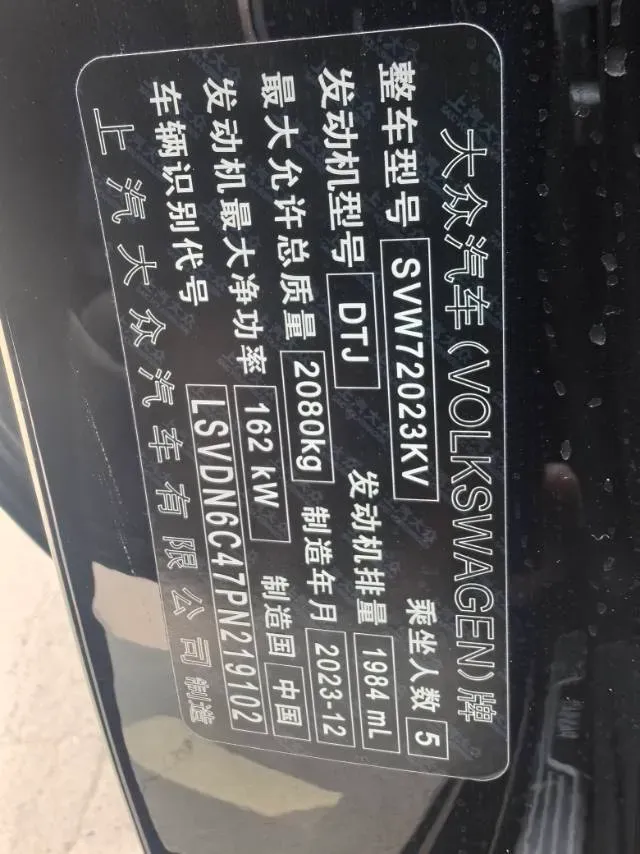 大众汽车(VOLKSWAGEN)牌
整车型号 SVW72023KV 乘坐人数 5
发动机型号 DTJ 发动机排量 1984 mL
最大允许总质量 2080kg 制造年月 2023-12
发动机最大净功率 162 kW 制造国 中国
车辆识别代号 LSVDN6C47PN219102
上汽大众汽车有限公司制造